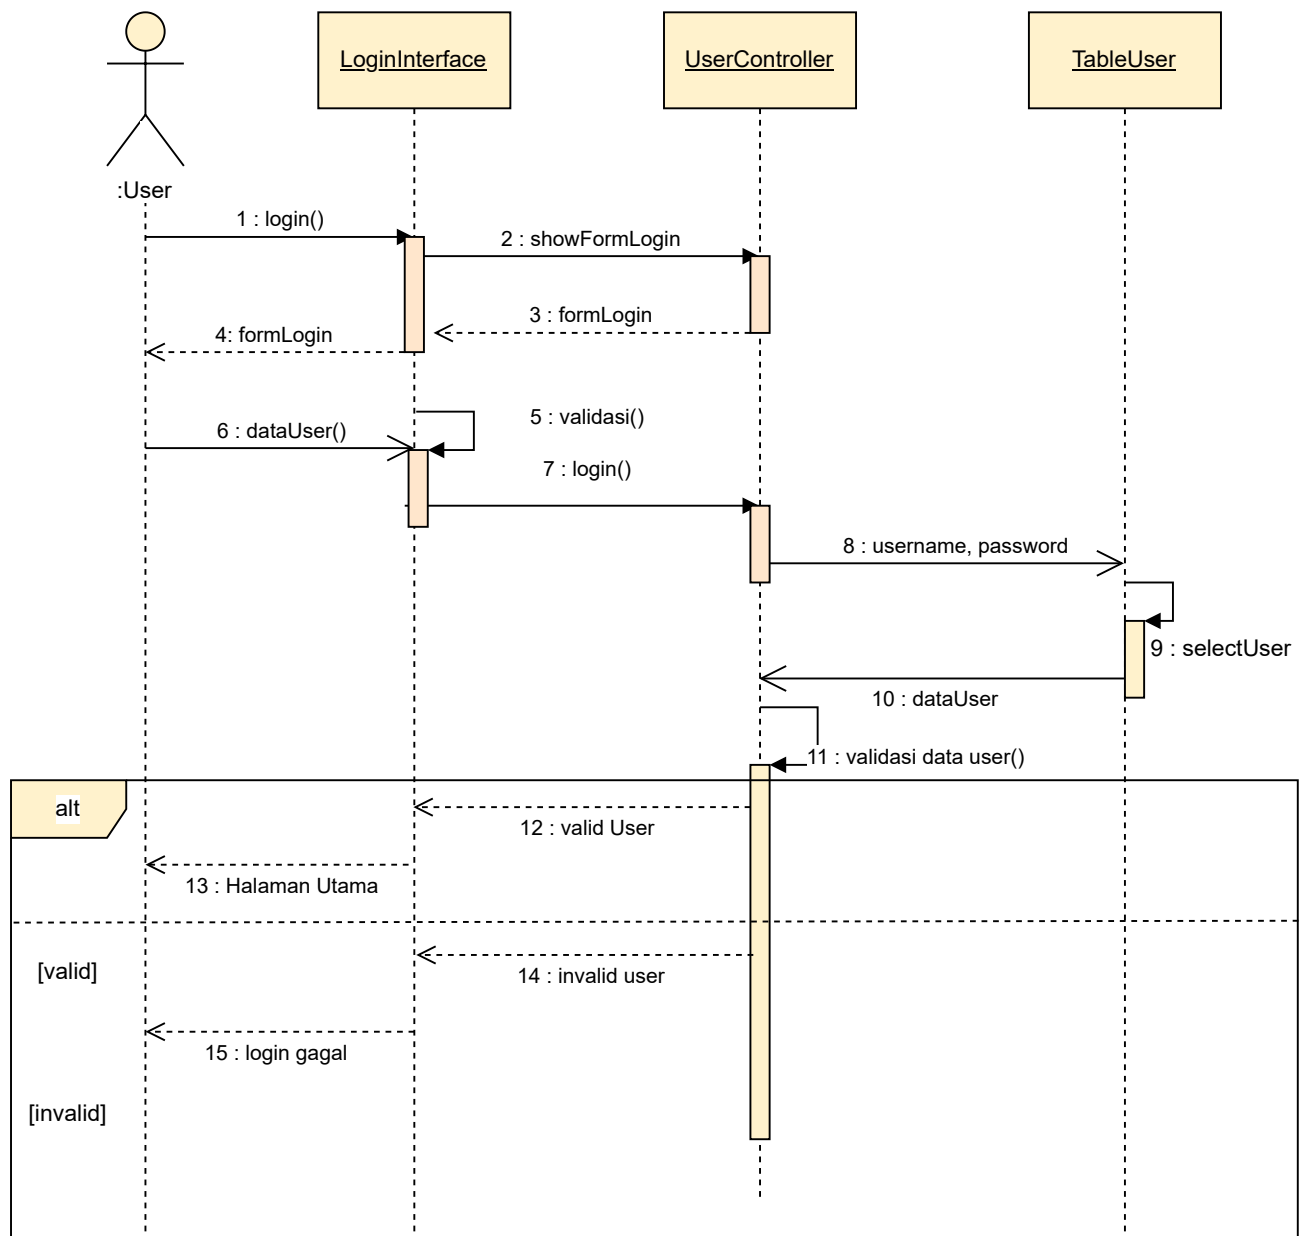 LoginInterface
UserController
TableUser
:User
1 : login()
2 : showFormLogin
3 : formLogin
4: formLogin
5 : validasi()
6 : dataUser()
7 : login()
8 : username, password
9 : selectUser
10 : dataUser
11 : validasi data user()
alt
12 : valid User
13 : Halaman Utama
[valid]
14 : invalid user
15 : login gagal
[invalid]